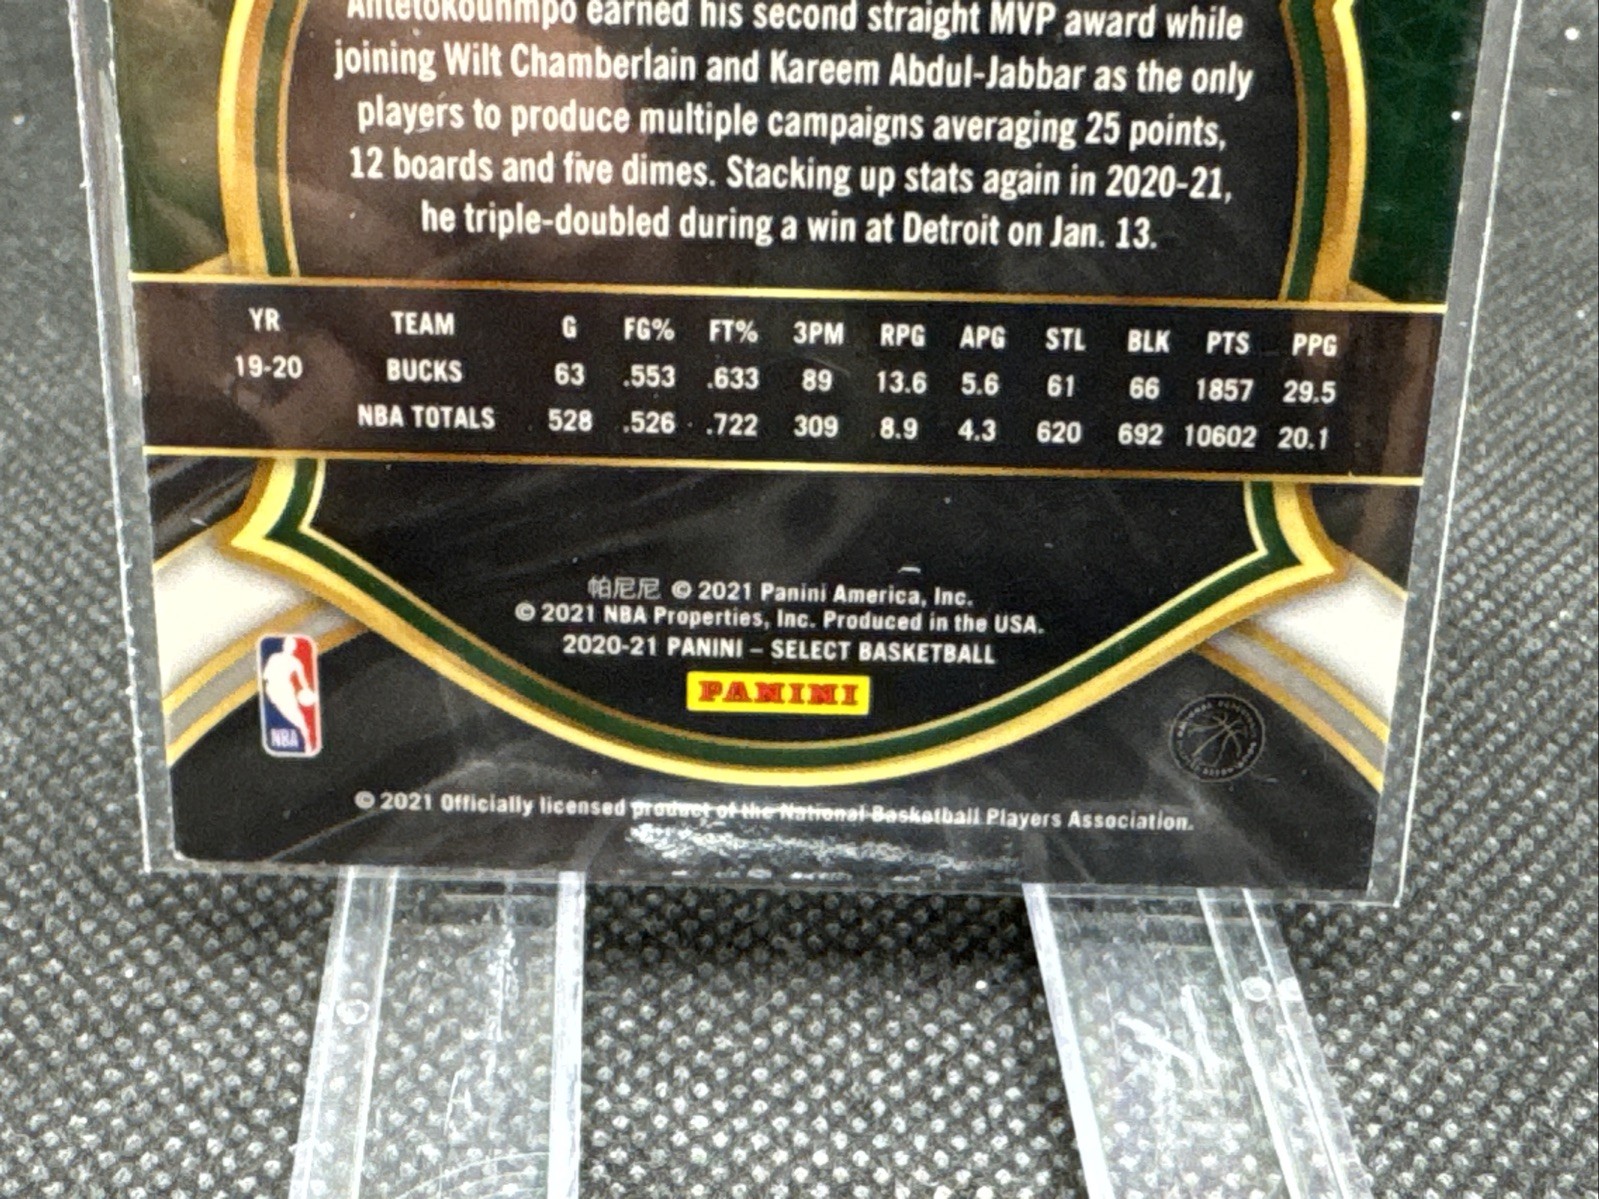 Antetokounmpo earned his second straight MVP award while
joining Wilt Chamberlain and Kareem Abdul-Jabbar as the only
players to produce multiple campaigns averaging 25 points,
12 boards and five dimes. Stacking up stats again in 2020-21,
he triple-doubled during a win at Detroit on Jan. 13.
YR TEAM G FG% FT% 3PM RPG APG STL BLK PTS PPG
19-20 BUCKS 63 .553 .633 89 13.6 5.6 61 66 1857 29.5
NBA TOTALS 528 .526 .722 309 8.9 4.3 620 692 10602 20.1
帕尼尼 © 2021 Panini America, Inc.
© 2021 NBA Properties, Inc. Produced in the USA.
2020-21 PANINI – SELECT BASKETBALL
PANINI
NBA
© 2021 Officially licensed product of the National Basketball Players Association.